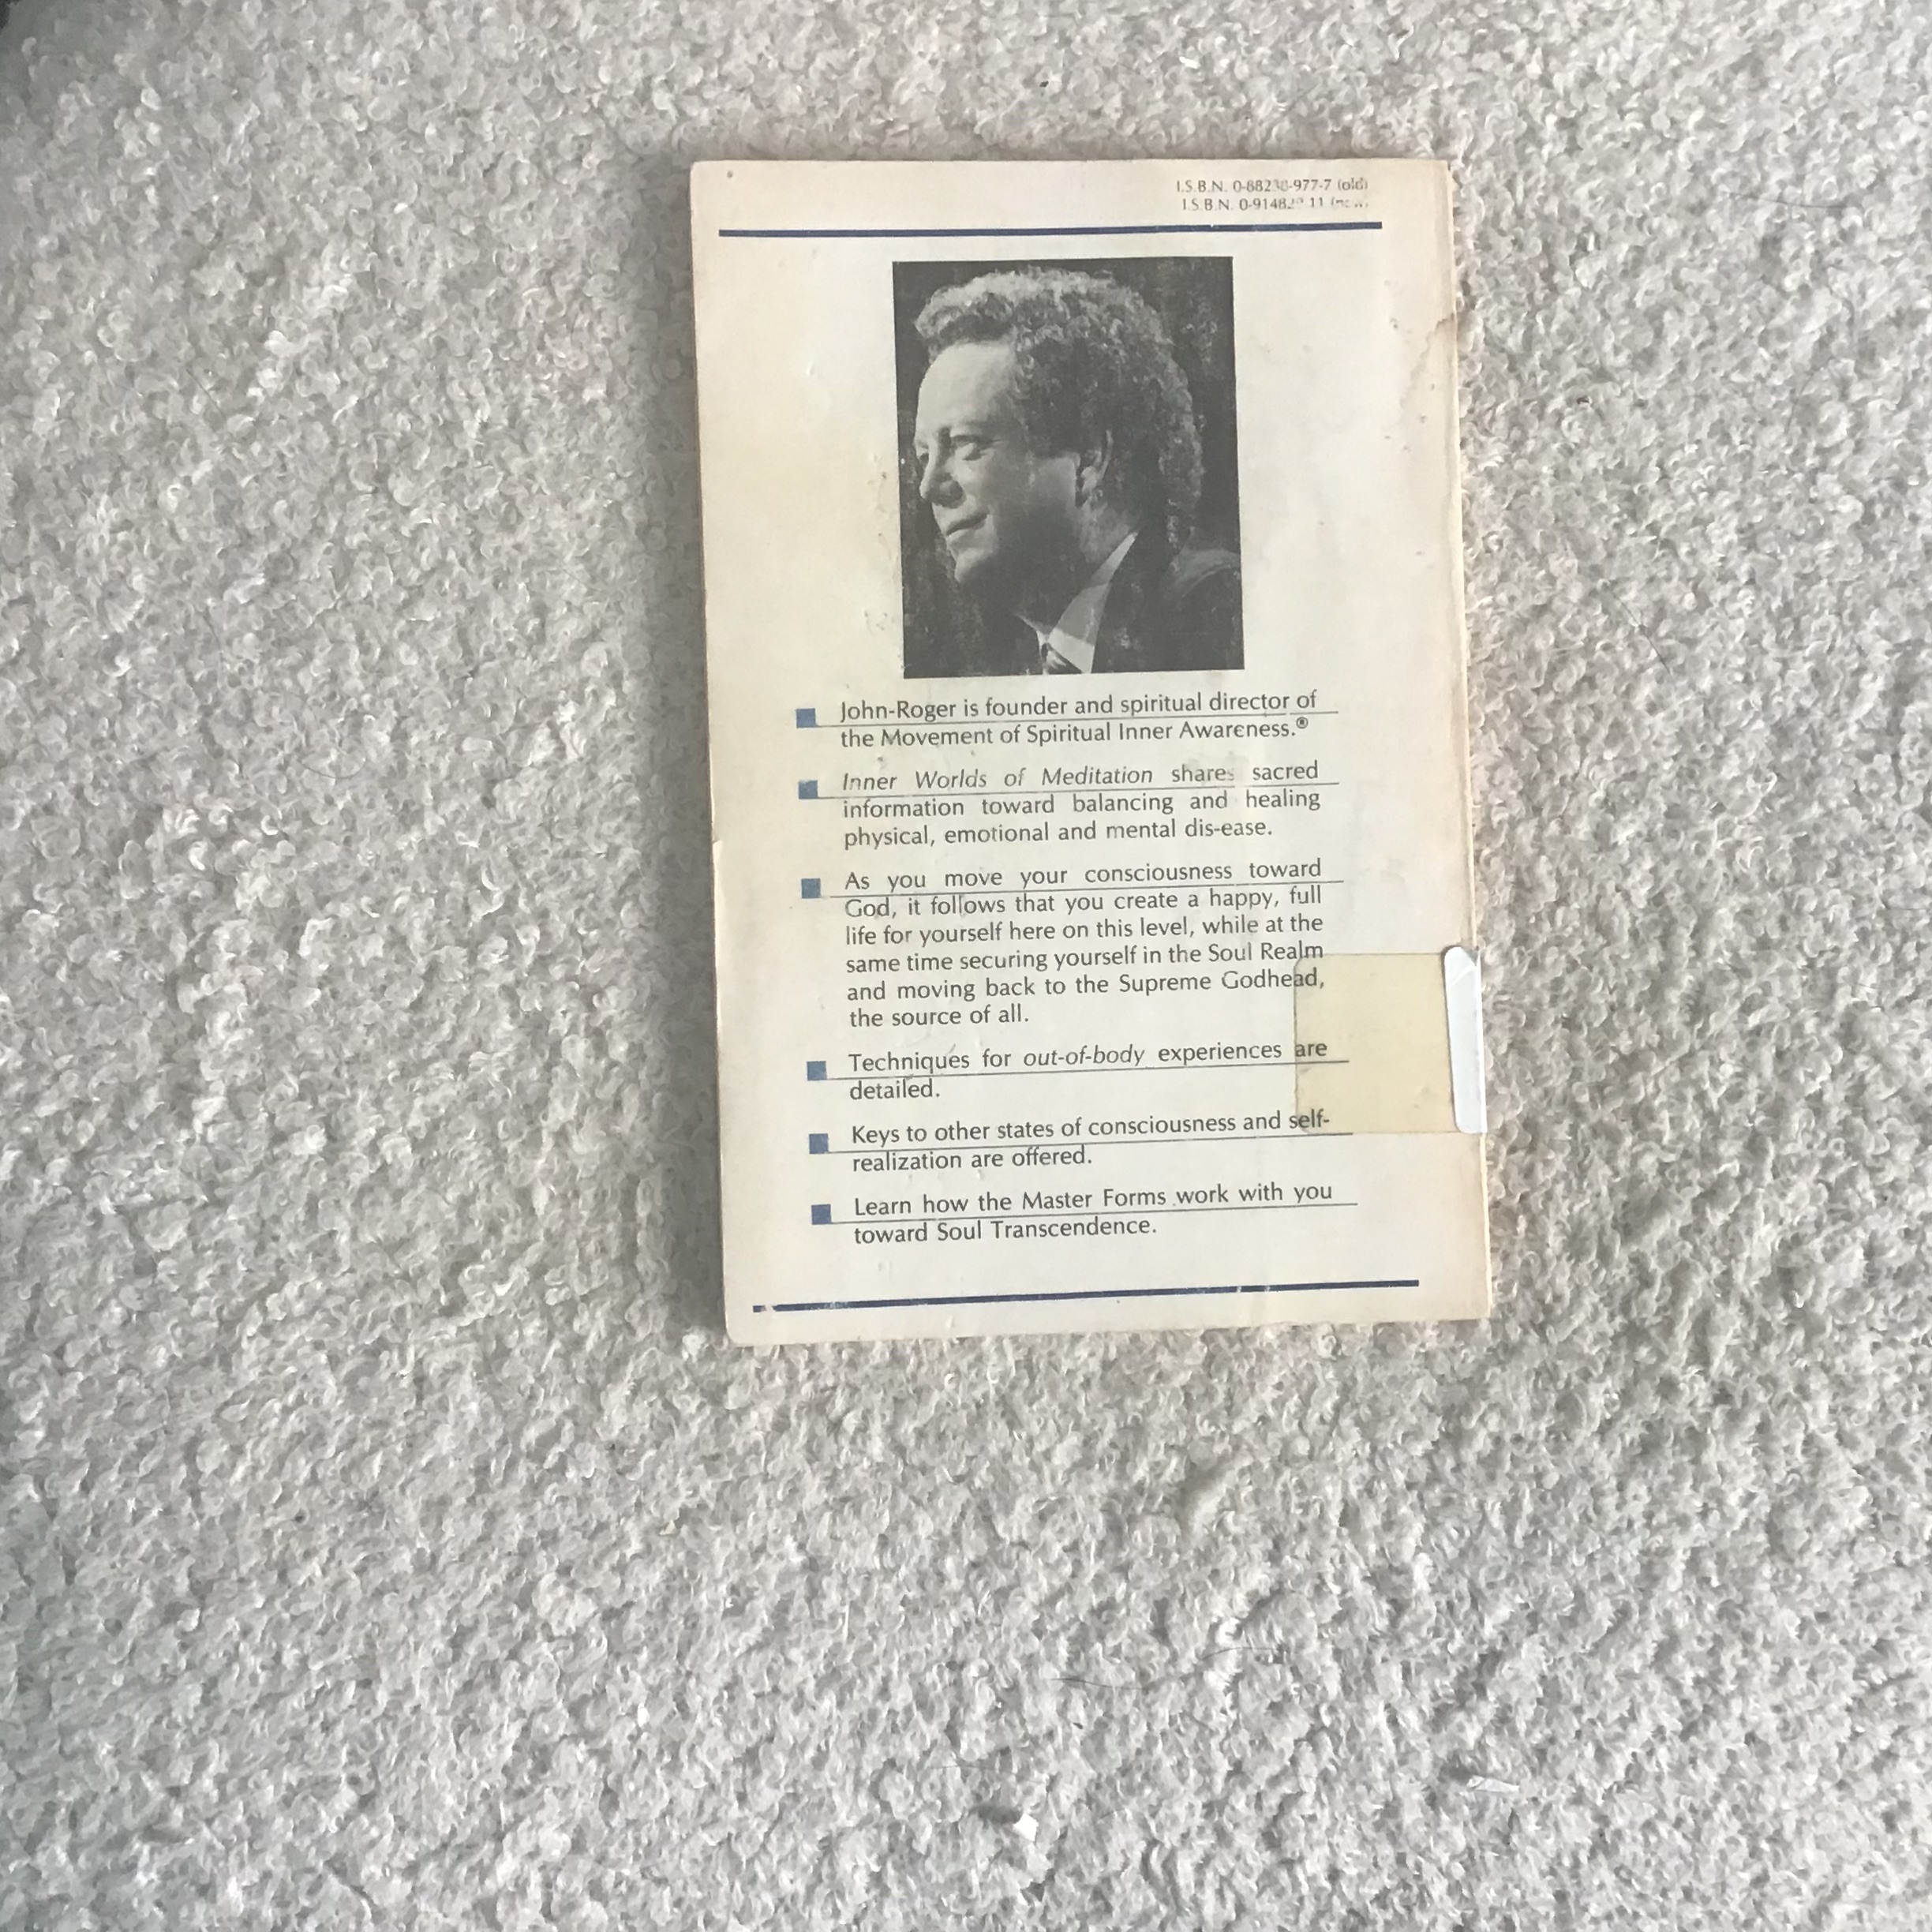 I.S.B.N. 0-88238-977-7 (old)
I.S.B.N.
John-Roger is founder and spiritual director of
the Movement of Spiritual Inner Awareness.®
Inner Worlds of Meditation shares sacred
information toward balancing and healing
physical, emotional and mental dis-ease.
As you move your consciousness toward
God, it follows that you create a happy, full
life for yourself here on this level, while at the
same time securing yourself in the Soul Realm
and moving back to the Supreme Godhead,
the source of all.
Techniques for out-of-body experiences are
detailed.
Keys to other states of consciousness and self-
realization are offered.
Learn how the Master Forms work with you
toward Soul Transcendence.